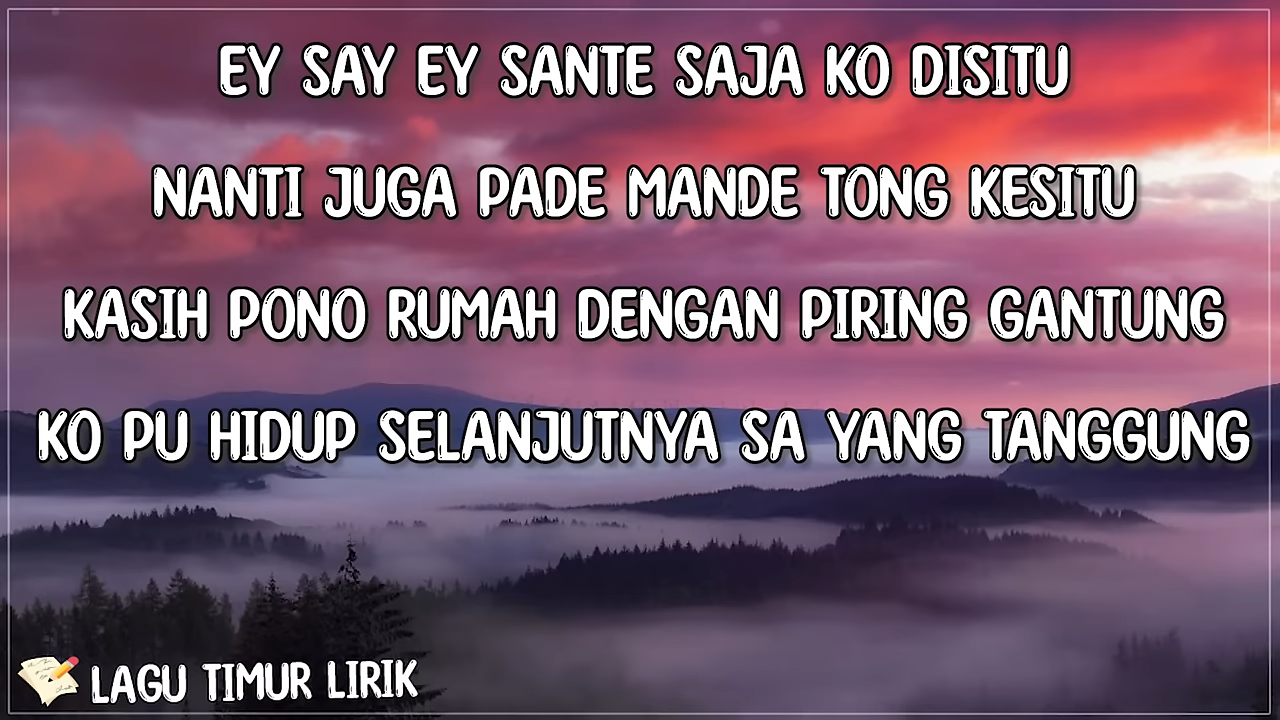 EY SAY EY SANTE SAJA KO DISITU
NANTI JUGA PADE MANDE TONG KESITU
KASIH PONO RUMAH DENGAN PIRING GANTUNG
KO PU HIDUP SELANJUTNYA SA YANG TANGGUNG
LAGU TIMUR LIRIK